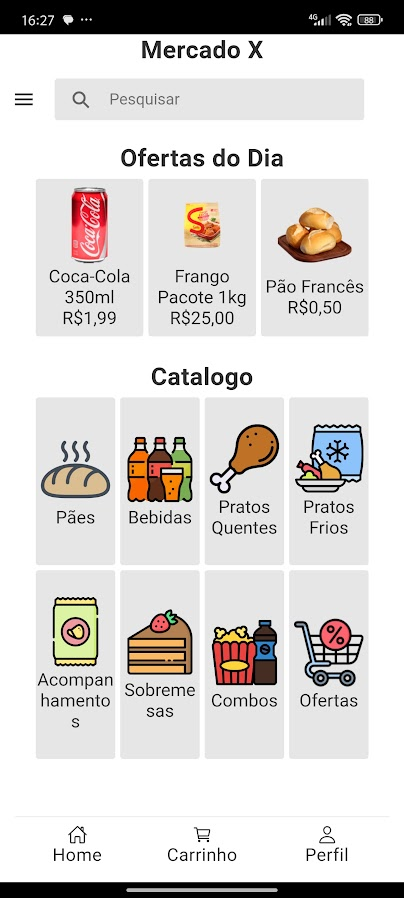 16:27
4G
88
Mercado X
Pesquisar
Ofertas do Dia
Coca-Cola
Coca-Cola
350ml
R$1,99
S
Frango
Pacote 1kg
R$25,00
Pão Francês
R$0,50
Catalogo
Pães
Bebidas
Pratos
Quentes
Pratos
Frios
Acompan
hamento
s
Sobreme
sas
Combos
%
Ofertas
Home
Carrinho
Perfil